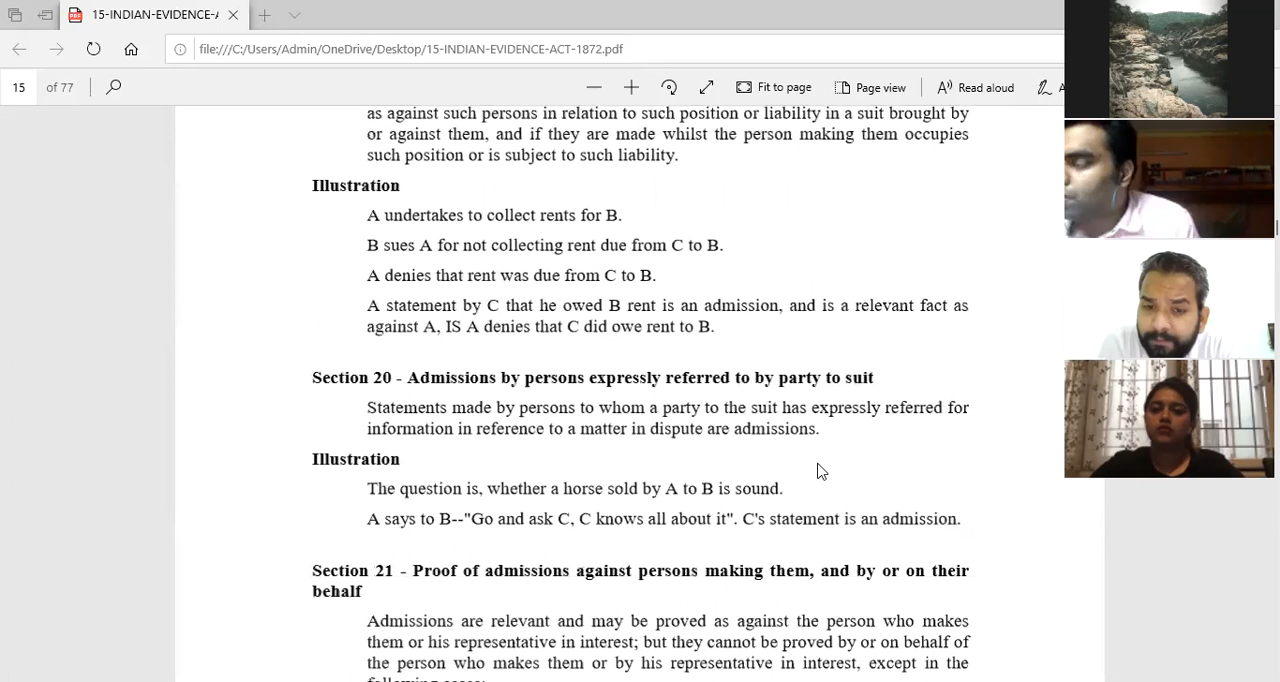 15-INDIAN-EVIDENCE-A
file:///C:/Users/Admin/OneDrive/Desktop/15-INDIAN-EVIDENCE-ACT-1872.pdf
15 of 77 Fit to page Page view Read aloud
as against such persons in relation to such position or liability in a suit brought by
or against them, and if they are made whilst the person making them occupies
such position or is subject to such liability.
Illustration
A undertakes to collect rents for B.
B sues A for not collecting rent due from C to B.
A denies that rent was due from C to B.
A statement by C that he owed B rent is an admission, and is a relevant fact as
against A, IS A denies that C did owe rent to B.
Section 20 - Admissions by persons expressly referred to by party to suit
Statements made by persons to whom a party to the suit has expressly referred for
information in reference to a matter in dispute are admissions.
Illustration
The question is, whether a horse sold by A to B is sound.
A says to B--"Go and ask C, C knows all about it". C's statement is an admission.
Section 21 - Proof of admissions against persons making them, and by or on their
behalf
Admissions are relevant and may be proved as against the person who makes
them or his representative in interest; but they cannot be proved by or on behalf of
the person who makes them or by his representative in interest, except in the
following cases: